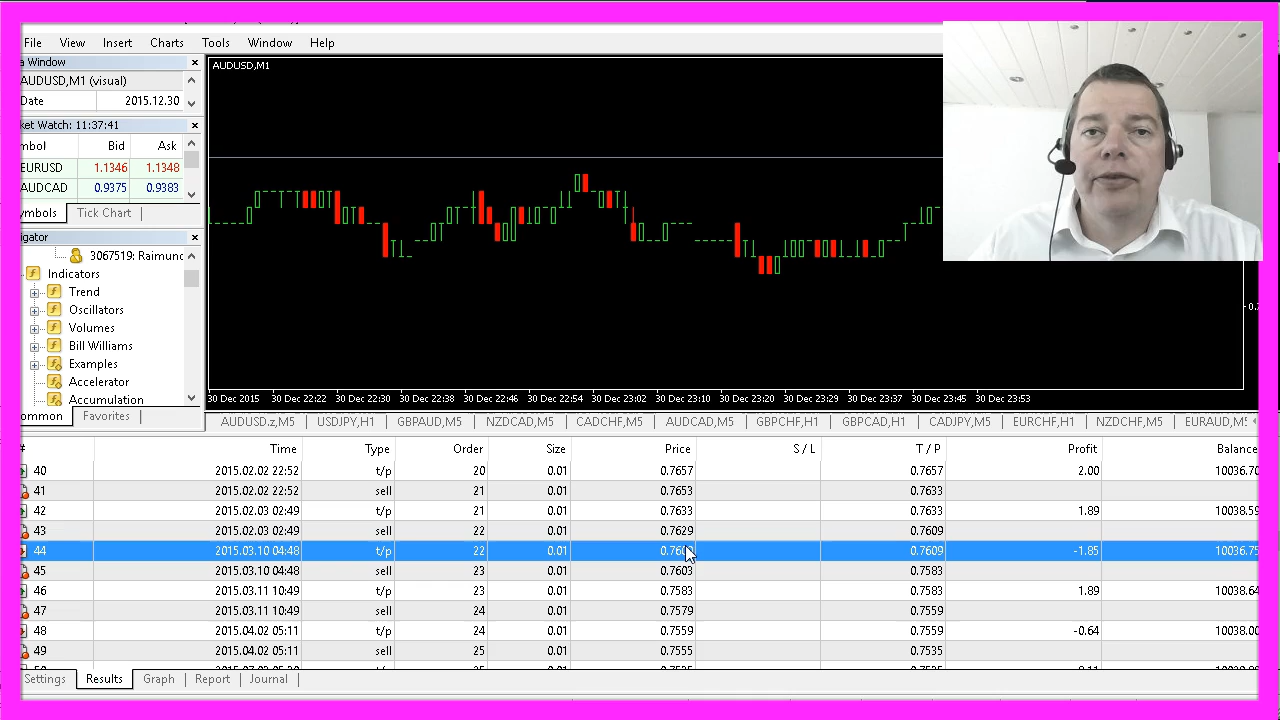 File View Insert Charts Tools Window Help
a Window
AUDUSD,M1 (visual)
Date 2015.12.30
ket Watch: 11:37:41
mbol Bid Ask
EURUSD 1.1346 1.1348
AUDCAD 0.9375 0.9383
ymbols Tick Chart
igator
3067519: Rainund
Indicators
Trend
Oscillators
Volumes
Bill Williams
Examples
Accelerator
Accumulation
ommon Favorites
AUDUSD,M1
30 Dec 2015 30 Dec 22:22 30 Dec 22:30 30 Dec 22:38 30 Dec 22:46 30 Dec 22:54 30 Dec 23:02 30 Dec 23:10 30 Dec 23:20 30 Dec 23:29 30 Dec 23:37 30 Dec 23:45 30 Dec 23:53
AUDUSD.z,M5 USDJPY,H1 GBPAUD,M5 NZDCAD,M5 CADCHF,M5 AUDCAD,M5 GBPCHF,H1 GBPCAD,H1 CADJPY,M5 EURCHF,H1 NZDCHF,M5 EURAUD,M5
# Time Type Order Size Price S / L T / P Profit Balance
40 2015.02.02 22:52 t/p 20 0.01 0.7657 0.7657 2.00 10036.70
41 2015.02.02 22:52 sell 21 0.01 0.7653 0.7633
42 2015.02.03 02:49 t/p 21 0.01 0.7633 0.7633 1.89 10038.59
43 2015.02.03 02:49 sell 22 0.01 0.7629 0.7609
44 2015.03.10 04:48 t/p 22 0.01 0.7609 -1.85 10036.75
45 2015.03.10 04:48 sell 23 0.01 0.7603 0.7583
46 2015.03.11 10:49 t/p 23 0.01 0.7583 0.7583 1.89 10038.64
47 2015.03.11 10:49 sell 24 0.01 0.7579 0.7559
48 2015.04.02 05:11 t/p 24 0.01 0.7559 0.7559 -0.64 10038.00
49 2015.04.02 05:11 sell 25 0.01 0.7555 0.7535
Settings Results Graph Report Journal